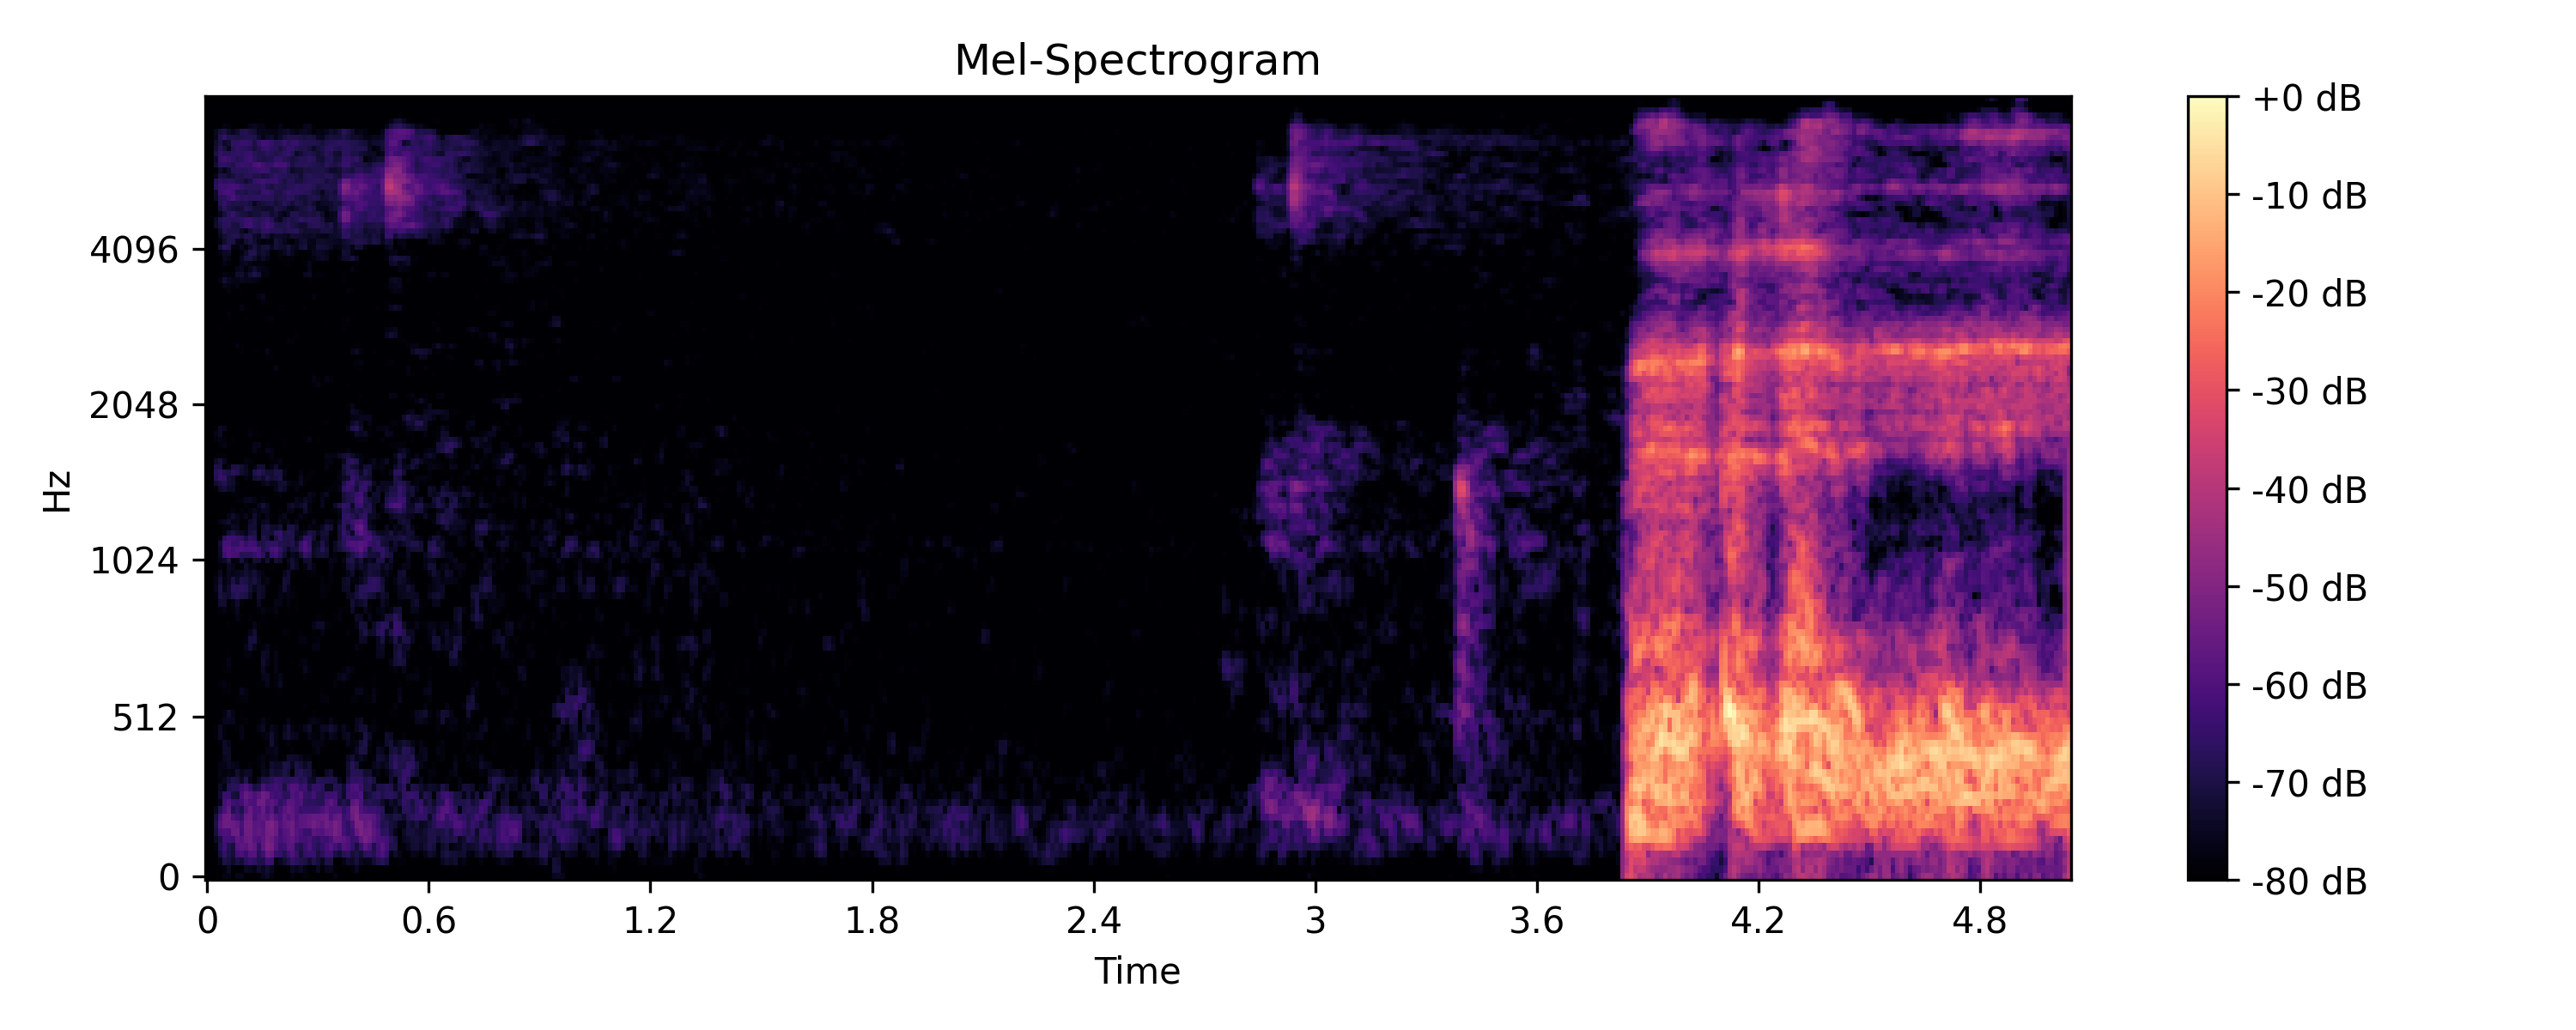 Mel-Spectrogram
Hz
4096
2048
1024
512
0
0 0.6 1.2 1.8 2.4 3 3.6 4.2 4.8
Time
+0 dB
-10 dB
-20 dB
-30 dB
-40 dB
-50 dB
-60 dB
-70 dB
-80 dB